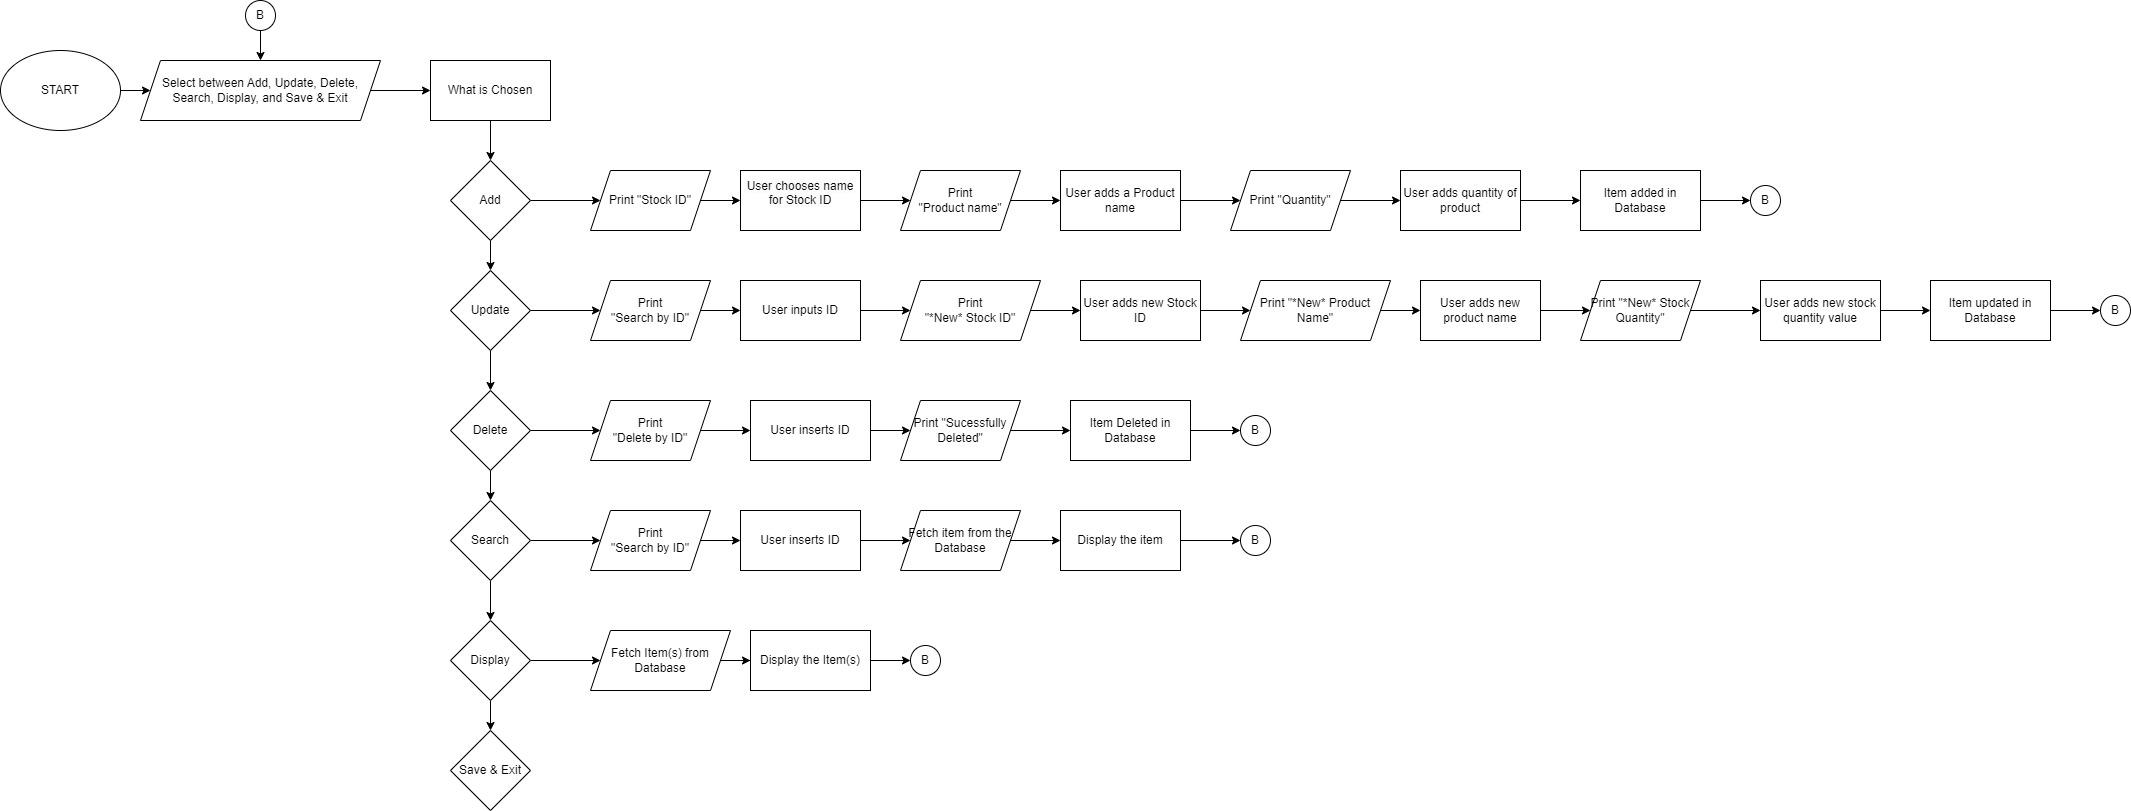 B
START
Select between Add, Update, Delete,
Search, Display, and Save & Exit
What is Chosen
Add
Print "Stock ID"
User chooses name
for Stock ID
Print
"Product name"
User adds a Product
name
Print "Quantity"
User adds quantity of
product
Item added in
Database
B
Update
Print
"Search by ID"
User inputs ID
Print
"*New* Stock ID"
User adds new Stock
ID
Print "*New* Product
Name"
User adds new
product name
Print "*New* Stock
Quantity"
User adds new stock
quantity value
Item updated in
Database
B
Delete
Print
"Delete by ID"
User inserts ID
Print "Sucessfully
Deleted"
Item Deleted in
Database
B
Search
Print
"Search by ID"
User inserts ID
Fetch item from the
Database
Display the item
B
Display
Fetch Item(s) from
Database
Display the Item(s)
B
Save & Exit